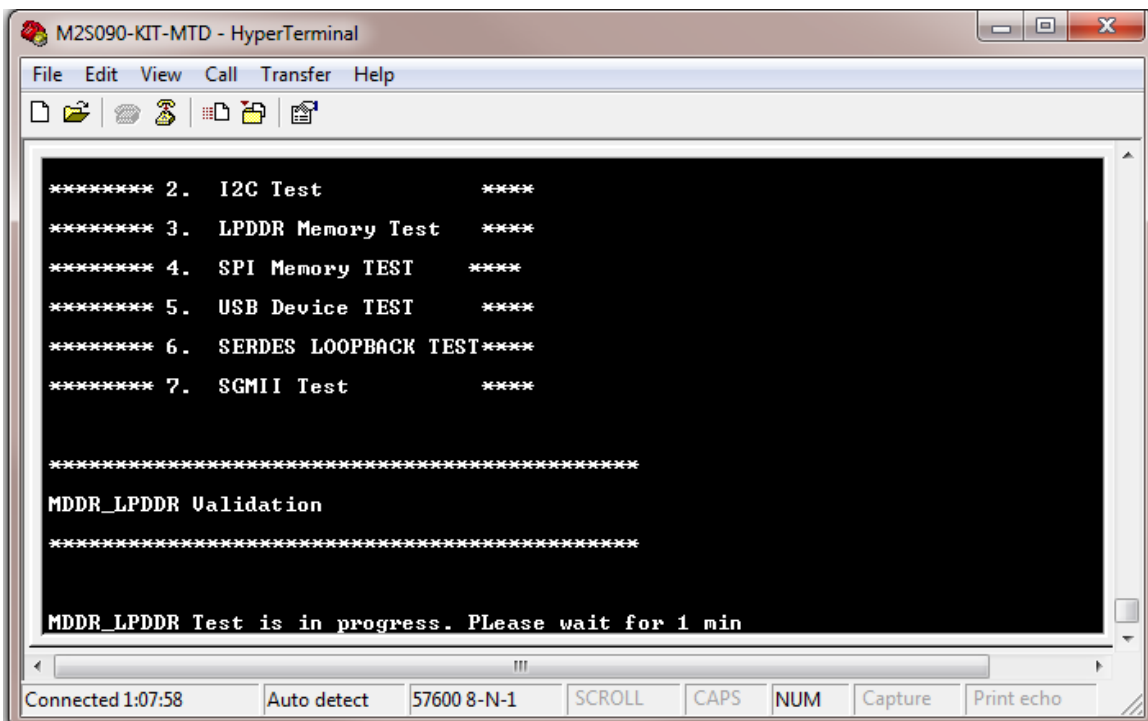 M2S090-KIT-MTD - HyperTerminal
File Edit View Call Transfer Help
******** 2. I2C Test ****
******** 3. LPDDR Memory Test ****
******** 4. SPI Memory TEST ****
******** 5. USB Device TEST ****
******** 6. SERDES LOOPBACK TEST****
******** 7. SGMII Test ****
*********************************************
MDDR_LPDDR Validation
*********************************************
MDDR_LPDDR Test is in progress. PLease wait for 1 min
Connected 1:07:58 Auto detect 57600 8-N-1 SCROLL CAPS NUM Capture Print echo